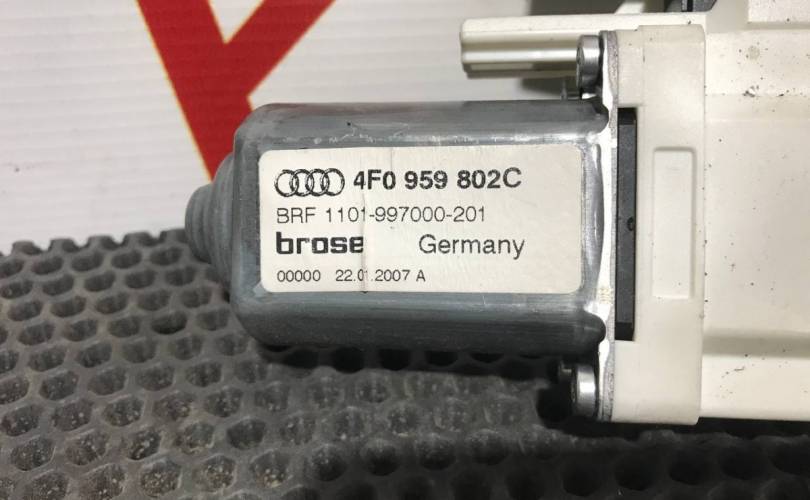 4F0 959 802C
BRF 1101-997000-201
brose Germany
00000 22.01.2007 A